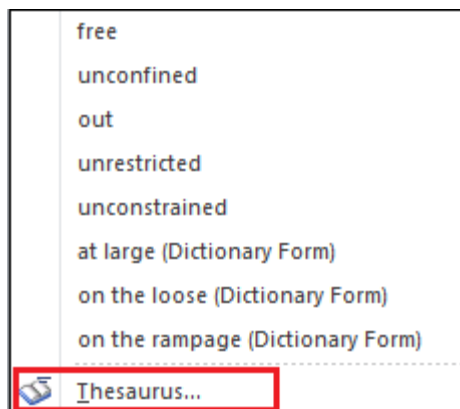 free
unconfined
out
unrestricted
unconstrained
at large (Dictionary Form)
on the loose (Dictionary Form)
on the rampage (Dictionary Form)
Thesaurus...